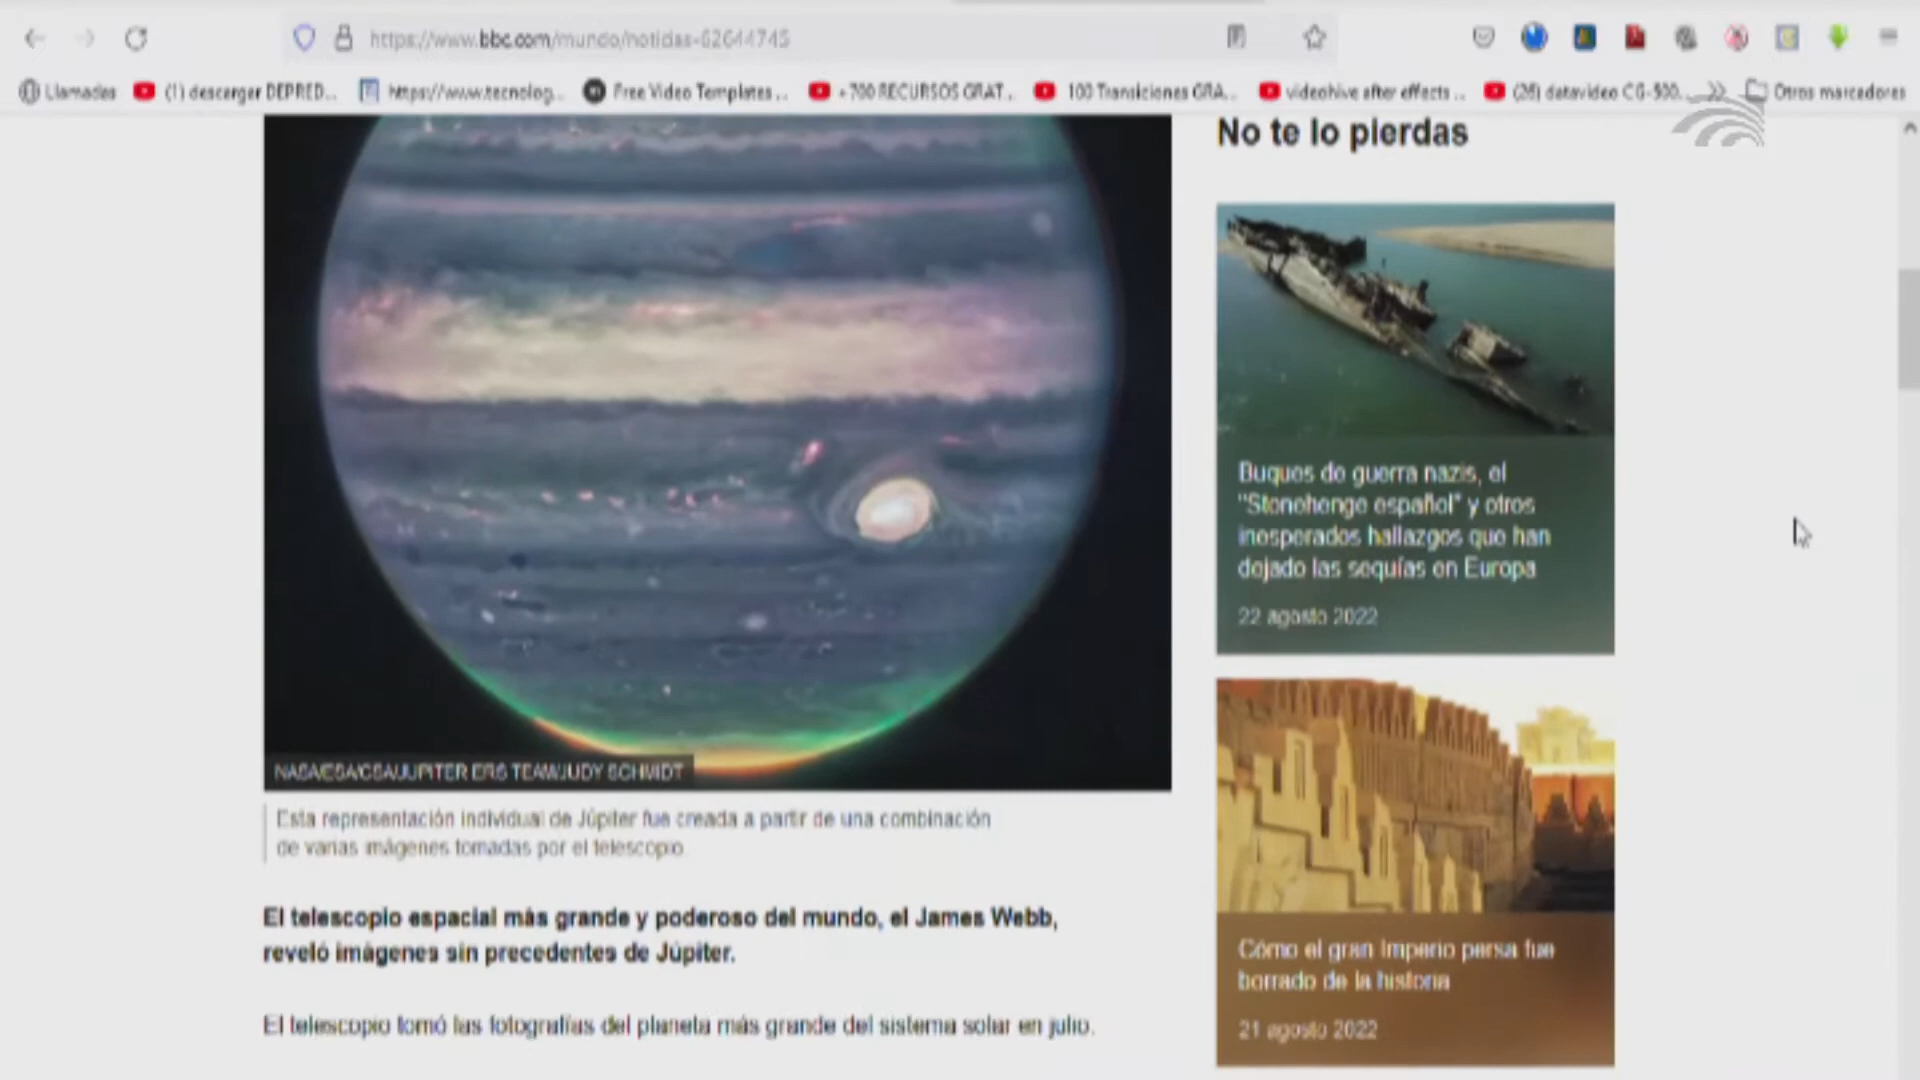 https://www.bbc.com/mundo/noticias-62644745
Llamadas
(1) descargar DEPRED...
https://www.tecnolog...
Free Video Templates ...
+700 RECURSOS GRAT...
100 Transiciones GRA...
videohive after effects ...
(26) datavideo CG-500...
Otros marcadores
No te lo pierdas
Buques de guerra nazis, el
"Stonehenge español" y otros
inesperados hallazgos que han
dejado las sequías en Europa
22 agosto 2022
NASA/ESA/CSA/JUPITER ERS TEAM/JUDY SCHMIDT
Esta representación individual de Júpiter fue creada a partir de una combinación
de varias imágenes tomadas por el telescopio.
El telescopio espacial más grande y poderoso del mundo, el James Webb,
reveló imágenes sin precedentes de Júpiter.
El telescopio tomó las fotografías del planeta más grande del sistema solar en julio.
Cómo el gran Imperio persa fue
borrado de la historia
21 agosto 2022